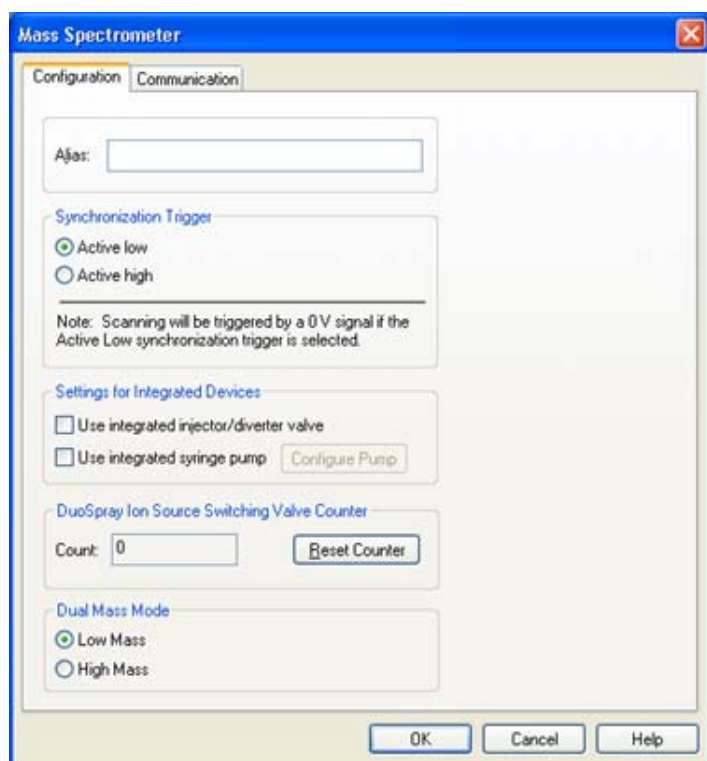 Mass Spectrometer
Configuration Communication
Alias:
Synchronization Trigger
Active low
Active high
Note: Scanning will be triggered by a 0 V signal if the
Active Low synchronization trigger is selected.
Settings for Integrated Devices
Use integrated injector/diverter valve
Use integrated syringe pump Configure Pump
DuoSpray Ion Source Switching Valve Counter
Count: 0 Reset Counter
Dual Mass Mode
Low Mass
High Mass
OK Cancel Help